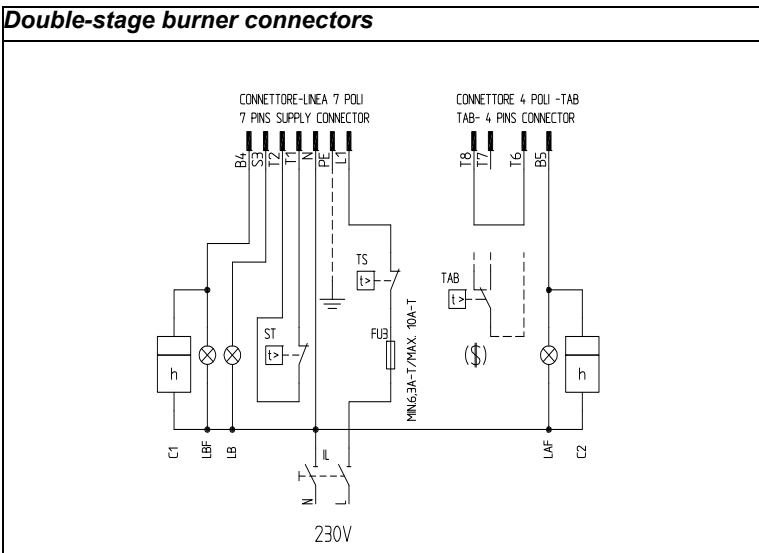 Double-stage burner connectors
CONNETTORE-LINEA 7 POLI
7 PINS SUPPLY CONNECTOR
CONNETTORE 4 POLI -TAB
TAB- 4 PINS CONNECTOR
B4
S3
T2
T1
N
PE
L1
T8
T7
T6
B5
TS
t>
TAB
t>
ST
t>
FU3
MIN.6,3A-T/MAX. 10A-T
($)
h
h
C1
LBF
LB
IL
LAF
C2
N
L
230V